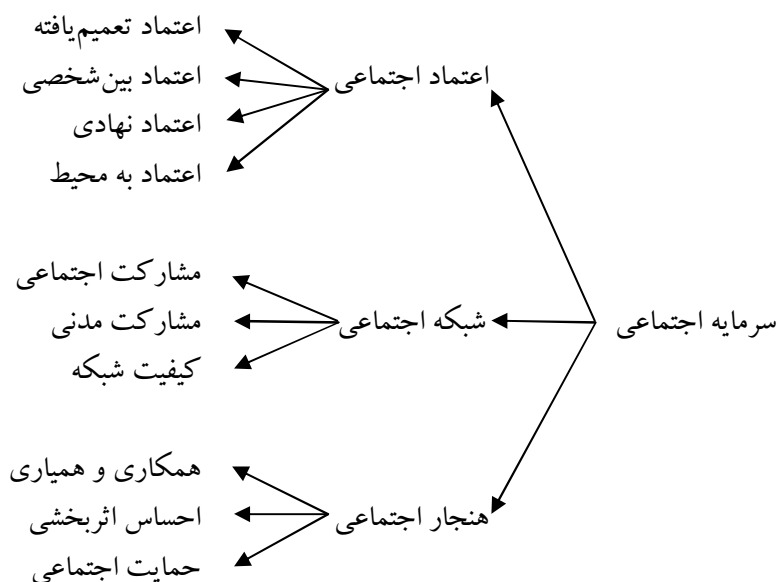 اعتماد تعمیم‌یافته
اعتماد اجتماعی
اعتماد بین‌شخصی
اعتماد نهادی
اعتماد به محیط
مشارکت اجتماعی
سرمایه اجتماعی
شبکه اجتماعی
مشارکت مدنی
کیفیت شبکه
همکاری و همیاری
هنجار اجتماعی
احساس اثربخشی
حمایت اجتماعی